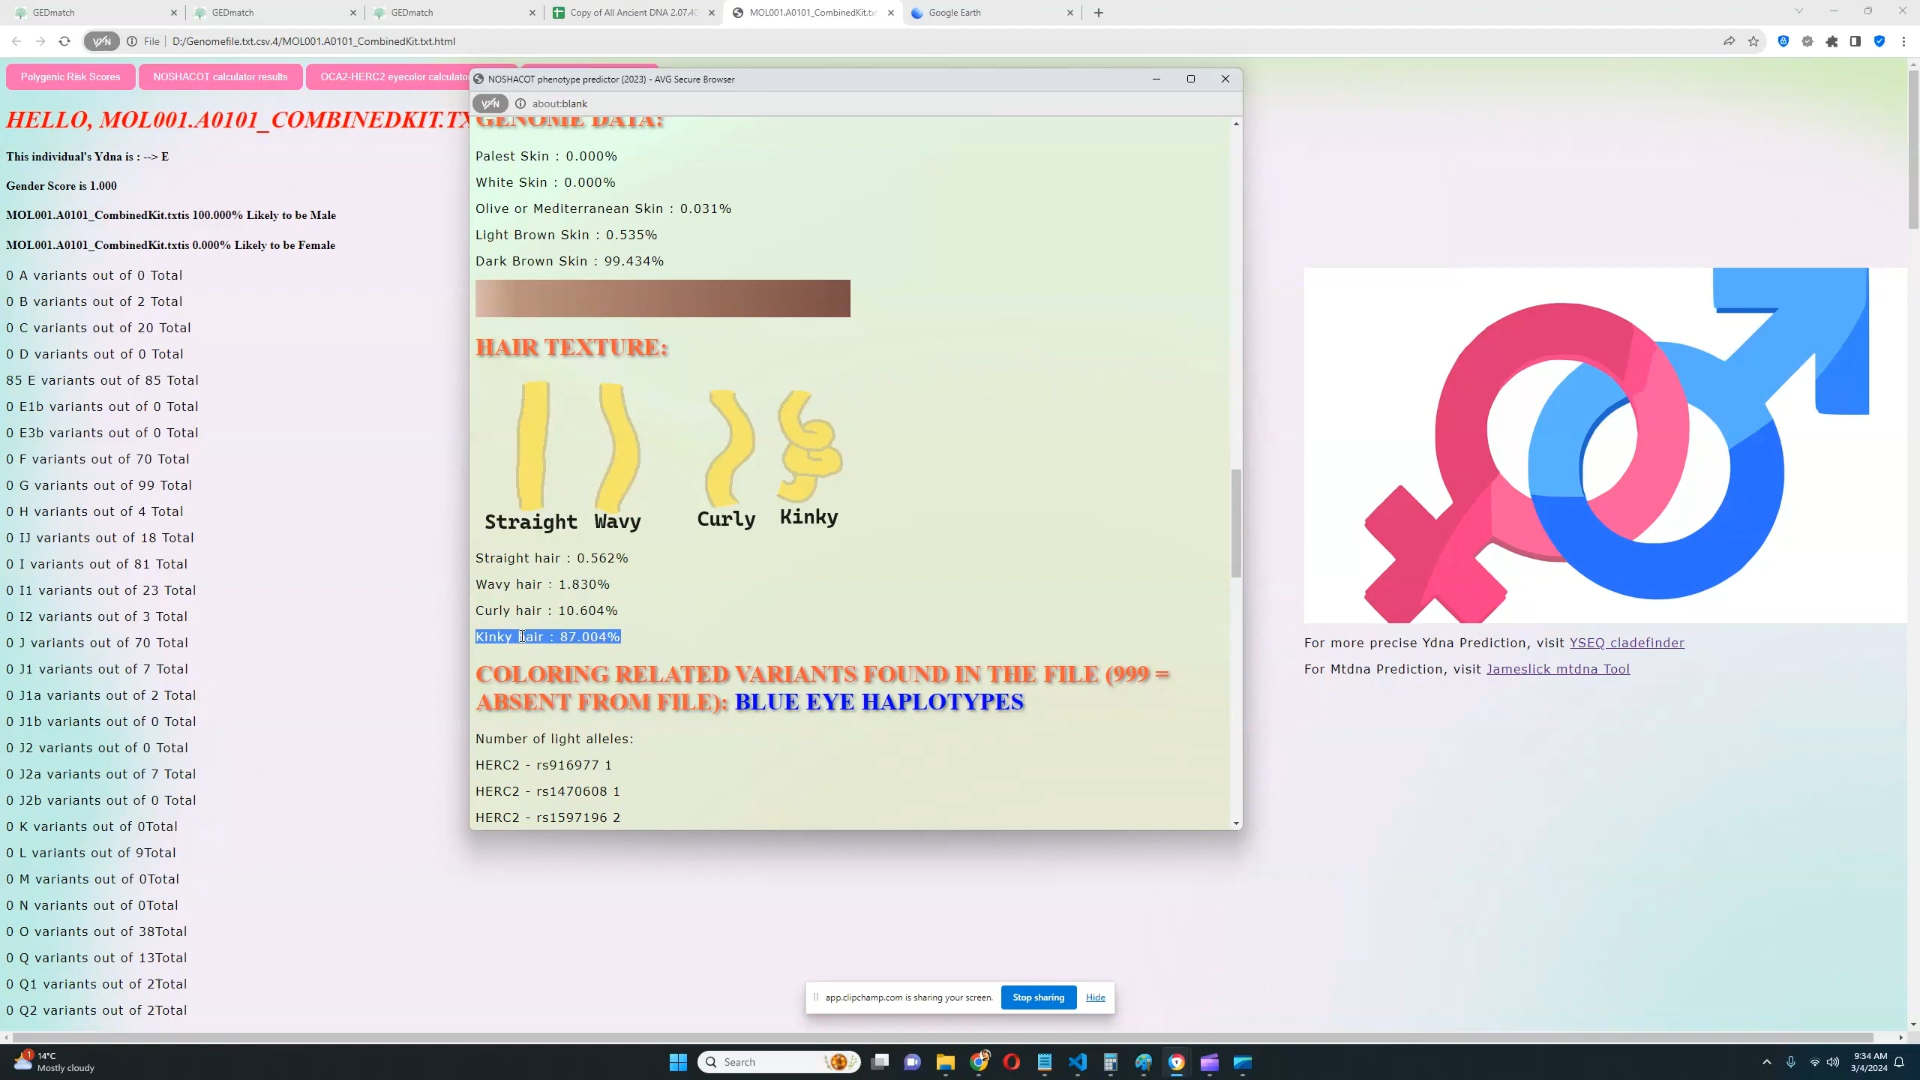 GEDmatch
GEDmatch
GEDmatch
Copy of All Ancient DNA 2.07.40
MOL001.A0101_CombinedKit.tx
Google Earth
File D:/Genomefile.txt.csv.4/MOL001.A0101_CombinedKit.txt.html
Polygenic Risk Scores
NOSHACOT calculator results
OCA2-HERC2 eyecolor calculator
HELLO, MOL001.A0101_COMBINEDKIT.TX
This individual's Ydna is : --> E
Gender Score is 1.000
MOL001.A0101_CombinedKit.txtis 100.000% Likely to be Male
MOL001.A0101_CombinedKit.txtis 0.000% Likely to be Female
0 A variants out of 0 Total
0 B variants out of 2 Total
0 C variants out of 20 Total
0 D variants out of 0 Total
85 E variants out of 85 Total
0 E1b variants out of 0 Total
0 E3b variants out of 0 Total
0 F variants out of 70 Total
0 G variants out of 99 Total
0 H variants out of 4 Total
0 IJ variants out of 18 Total
0 I variants out of 81 Total
0 I1 variants out of 23 Total
0 I2 variants out of 3 Total
0 J variants out of 70 Total
0 J1 variants out of 7 Total
0 J1a variants out of 2 Total
0 J1b variants out of 0 Total
0 J2 variants out of 0 Total
0 J2a variants out of 7 Total
0 J2b variants out of 0 Total
0 K variants out of 0Total
0 L variants out of 9Total
0 M variants out of 0Total
0 N variants out of 0Total
0 O variants out of 38Total
0 Q variants out of 13Total
0 Q1 variants out of 2Total
0 Q2 variants out of 2Total
NOSHACOT phenotype predictor (2023) - AVG Secure Browser
about:blank
GENOME DATA:
Palest Skin : 0.000%
White Skin : 0.000%
Olive or Mediterranean Skin : 0.031%
Light Brown Skin : 0.535%
Dark Brown Skin : 99.434%
HAIR TEXTURE:
Straight Wavy Curly Kinky
Straight hair : 0.562%
Wavy hair : 1.830%
Curly hair : 10.604%
Kinky hair : 87.004%
COLORING RELATED VARIANTS FOUND IN THE FILE (999 =
ABSENT FROM FILE): BLUE EYE HAPLOTYPES
Number of light alleles:
HERC2 - rs916977 1
HERC2 - rs1470608 1
HERC2 - rs1597196 2
For more precise Ydna Prediction, visit YSEQ cladefinder
For Mtdna Prediction, visit Jameslick mtdna Tool
app.clipchamp.com is sharing your screen.
Stop sharing
Hide
1
14°C
Mostly cloudy
Search
9:34 AM
3/4/2024